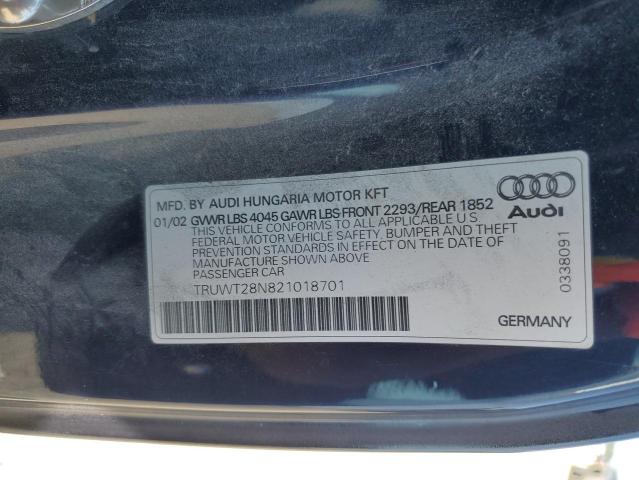 MFD. BY AUDI HUNGARIA MOTOR KFT
01/02 GVWR LBS 4045 GAWR LBS FRONT 2293/REAR 1852
THIS VEHICLE CONFORMS TO ALL APPLICABLE U.S.
FEDERAL MOTOR VEHICLE SAFETY, BUMPER AND THEFT
PREVENTION STANDARDS IN EFFECT ON THE DATE OF
MANUFACTURE SHOWN ABOVE
PASSENGER CAR
TRUWT28N821018701
Audi
0338091
GERMANY